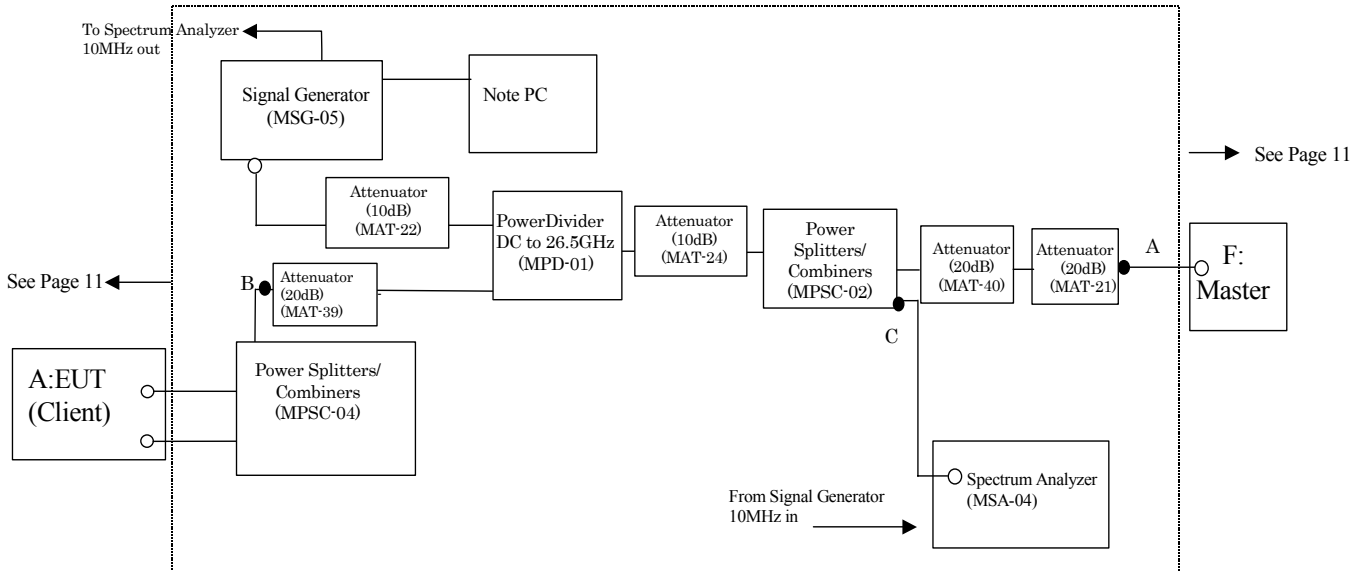 To Spectrum Analyzer
10MHz out
Signal Generator
(MSG-05)
Note PC
See Page 11
Attenuator
(10dB)
(MAT-22)
PowerDivider
DC to 26.5GHz
(MPD-01)
Attenuator
(10dB)
(MAT-24)
Power
Splitters/
Combiners
(MPSC-02)
Attenuator
(20dB)
(MAT-40)
Attenuator
(20dB)
(MAT-21)
A
F:
Master
See Page 11
B
Attenuator
(20dB)
(MAT-39)
C
A:EUT
(Client)
Power Splitters/
Combiners
(MPSC-04)
From Signal Generator
10MHz in
Spectrum Analyzer
(MSA-04)